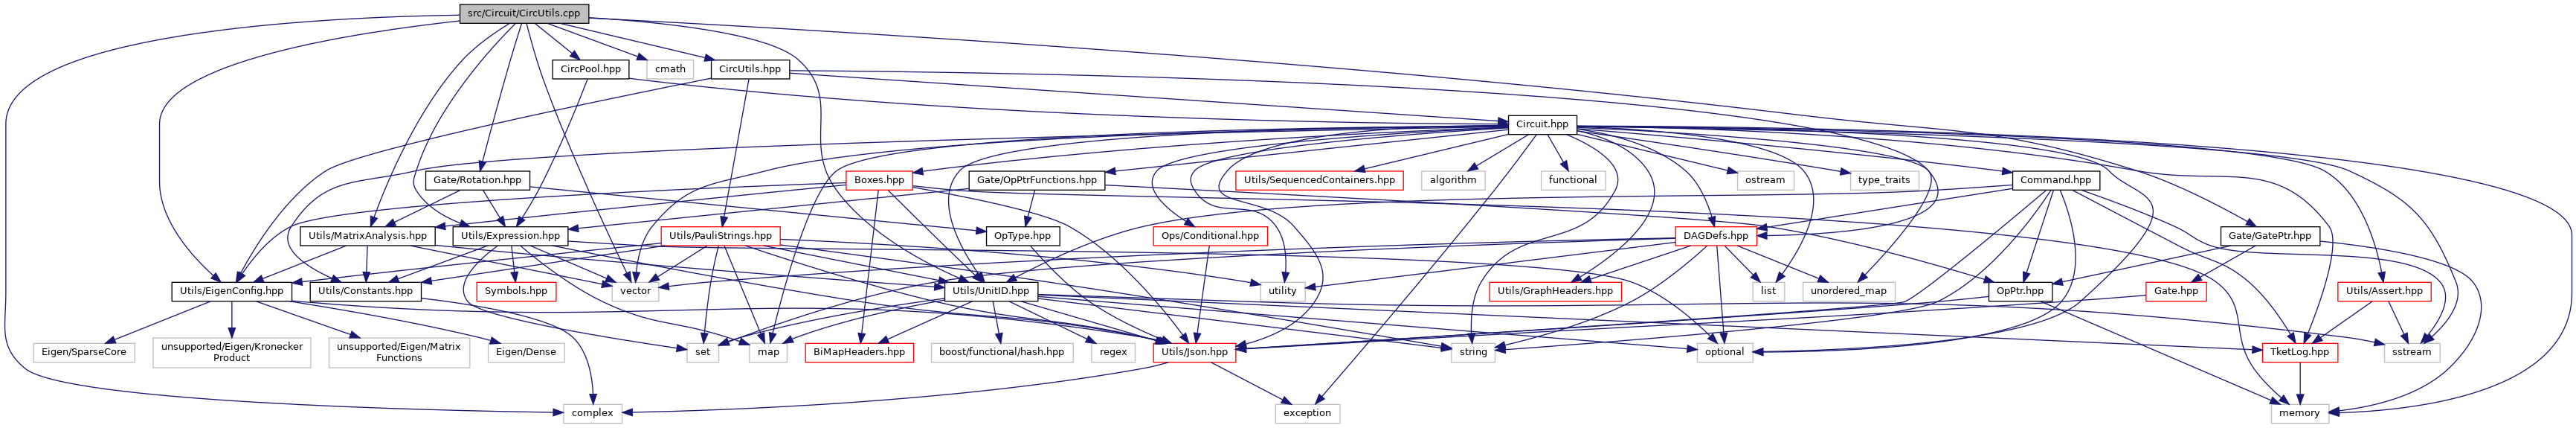 src/Circuit/CircUtils.cpp
CircPool.hpp
cmath
CircUtils.hpp
Circuit.hpp
Gate/Rotation.hpp
Boxes.hpp
Gate/OpPtrFunctions.hpp
Utils/SequencedContainers.hpp
algorithm
functional
ostream
type_traits
Command.hpp
Utils/MatrixAnalysis.hpp
Utils/Expression.hpp
Utils/PauliStrings.hpp
OpType.hpp
Ops/Conditional.hpp
DAGDefs.hpp
Gate/GatePtr.hpp
Utils/EigenConfig.hpp
Utils/Constants.hpp
Symbols.hpp
vector
Utils/UnitID.hpp
utility
Utils/GraphHeaders.hpp
list
unordered_map
OpPtr.hpp
Gate.hpp
Utils/Assert.hpp
Eigen/SparseCore
unsupported/Eigen/Kronecker
Product
unsupported/Eigen/Matrix
Functions
Eigen/Dense
set
map
BiMapHeaders.hpp
boost/functional/hash.hpp
regex
Utils/Json.hpp
string
optional
TketLog.hpp
sstream
complex
exception
memory